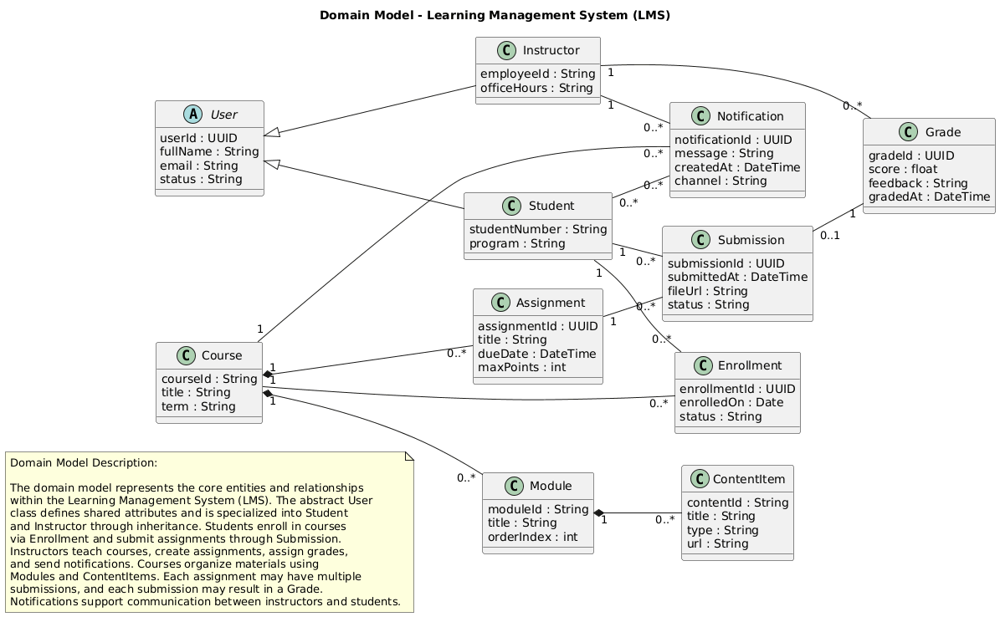 Domain Model - Learning Management System (LMS)
C Instructor
employeeId : String
officeHours : String
1
0..*
1
0..*
A User
userId : UUID
fullName : String
email : String
status : String
C Notification
notificationId : UUID
message : String
createdAt : DateTime
channel : String
0..*
0..*
C Grade
gradeId : UUID
score : float
feedback : String
gradedAt : DateTime
1
0..1
C Student
studentNumber : String
program : String
1
0..*
1
C Submission
submissionId : UUID
submittedAt : DateTime
fileUrl : String
status : String
C Assignment
assignmentId : UUID
title : String
dueDate : DateTime
maxPoints : int
0..*
1
0..*
1
C Course
courseId : String
title : String
term : String
1
1
1
0..*
0..*
C Enrollment
enrollmentId : UUID
enrolledOn : Date
status : String
0..*
C Module
moduleId : String
title : String
orderIndex : int
1
0..*
C ContentItem
contentId : String
title : String
type : String
url : String
Domain Model Description:
The domain model represents the core entities and relationships
within the Learning Management System (LMS). The abstract User
class defines shared attributes and is specialized into Student
and Instructor through inheritance. Students enroll in courses
via Enrollment and submit assignments through Submission.
Instructors teach courses, create assignments, assign grades,
and send notifications. Courses organize materials using
Modules and ContentItems. Each assignment may have multiple
submissions, and each submission may result in a Grade.
Notifications support communication between instructors and students.